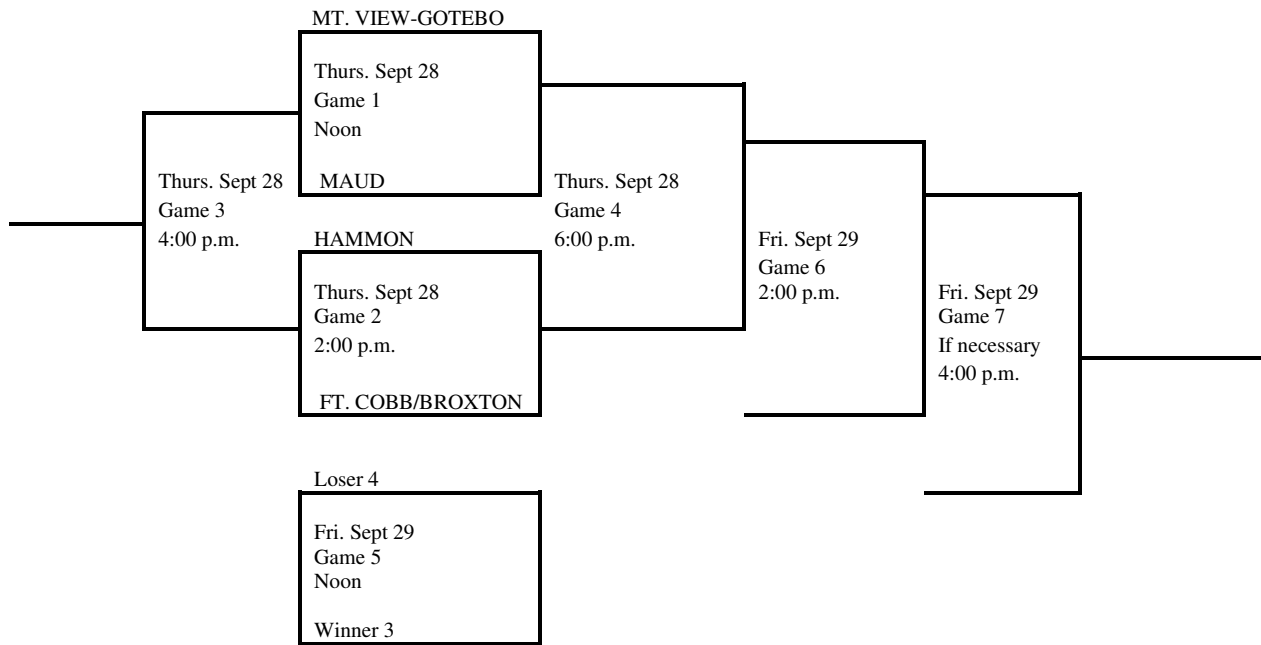 MT. VIEW-GOTEBO
Thurs. Sept 28
Game 1
Noon
MAUD
Thurs. Sept 28
Game 3
4:00 p.m.
HAMMON
Thurs. Sept 28
Game 2
2:00 p.m.
FT. COBB/BROXTON
Thurs. Sept 28
Game 4
6:00 p.m.
Loser 4
Fri. Sept 29
Game 5
Noon
Winner 3
Fri. Sept 29
Game 6
2:00 p.m.
Fri. Sept 29
Game 7
If necessary
4:00 p.m.